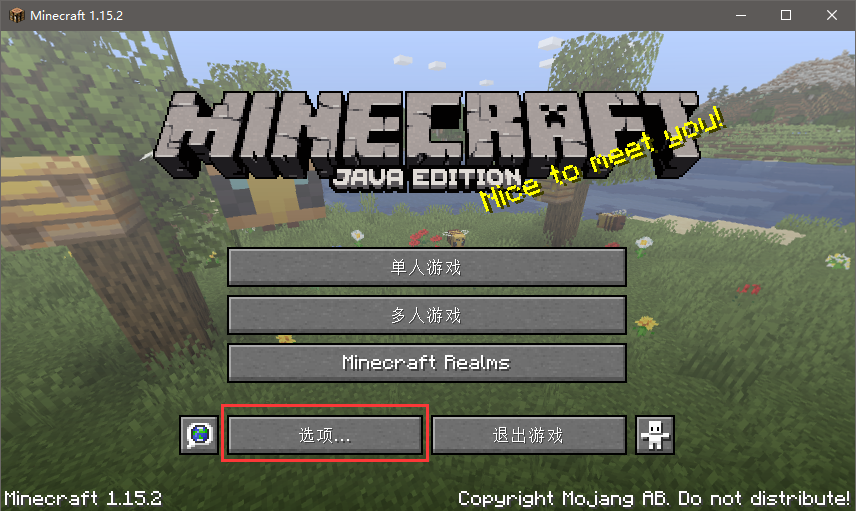 Minecraft 1.15.2
MINECRAFT
JAVA EDITION
Nice to meet you!
单人游戏
多人游戏
Minecraft Realms
选项...
退出游戏
Minecraft 1.15.2
Copyright Mojang AB. Do not distribute!